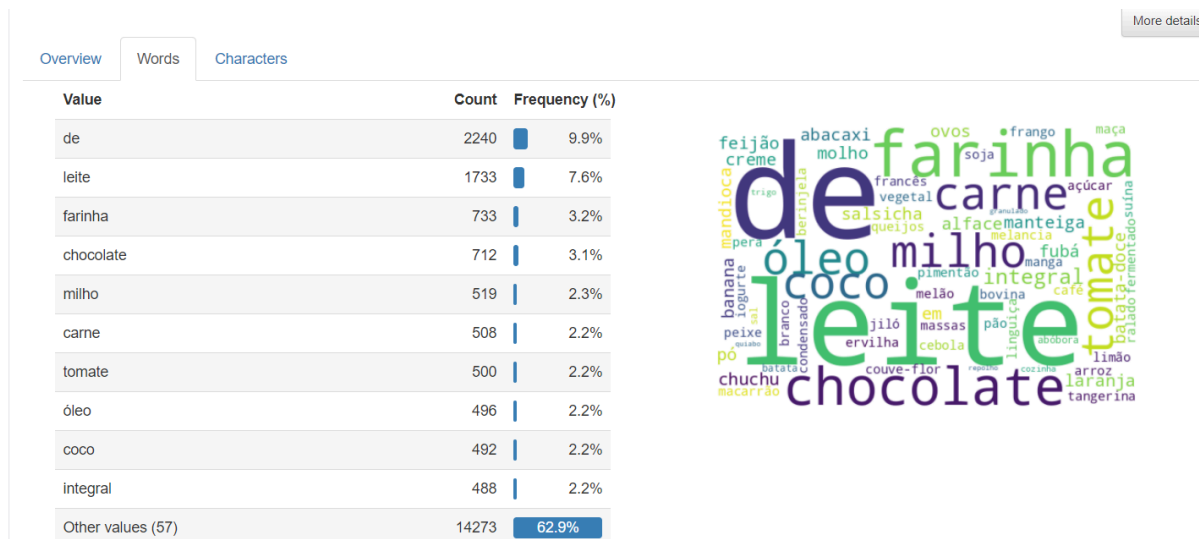 More details
Overview Words Characters
Value Count Frequency (%)
de 2240 9.9%
leite 1733 7.6%
farinha 733 3.2%
chocolate 712 3.1%
milho 519 2.3%
carne 508 2.2%
tomate 500 2.2%
óleo 496 2.2%
coco 492 2.2%
integral 488 2.2%
Other values (57) 14273 62.9%
feijão
abacaxi
ovos
frango
maça
creme
molho
soja
farinha
de
francês
vegetal
carne
açúcar
trigo
berinjela
mandioca
salsicha
queijos
granulado
alface
manteiga
melancia
suína
pera
óleo
milho
manga
fubá
tomate
fermentado
batata-doce
ralado
banana
iogurte
coco
pimentão
integral
melão
bovina
café
sal
branco
condensado
leite
peixe
quiabo
jiló
em
massas
pão
linguiça
ervilha
cebola
abóbora
pó
batata
couve-flor
repolho
cozinha
limão
arroz
chuchu
macarrão
chocolate
laranja
tangerina